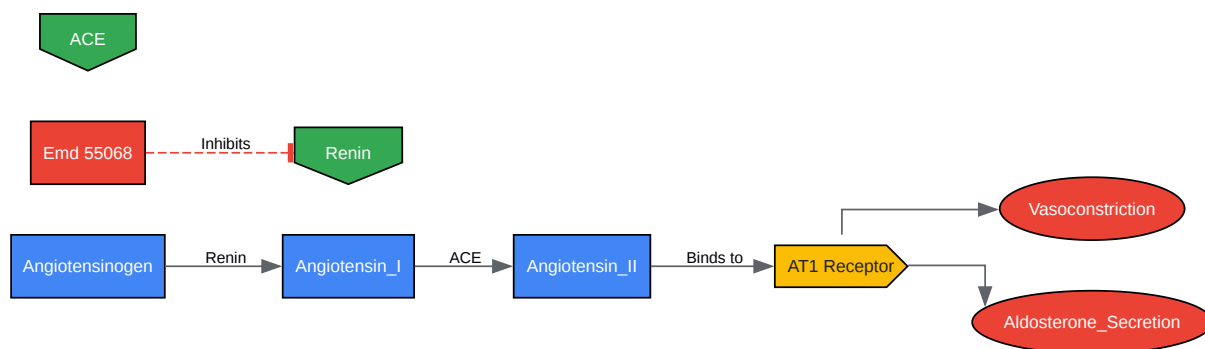 ACE
Emd 55068
Inhibits
Renin
Vasoconstriction
Angiotensinogen
Renin
Angiotensin_I
ACE
Angiotensin_II
Binds to
AT1 Receptor
Aldosterone_Secretion